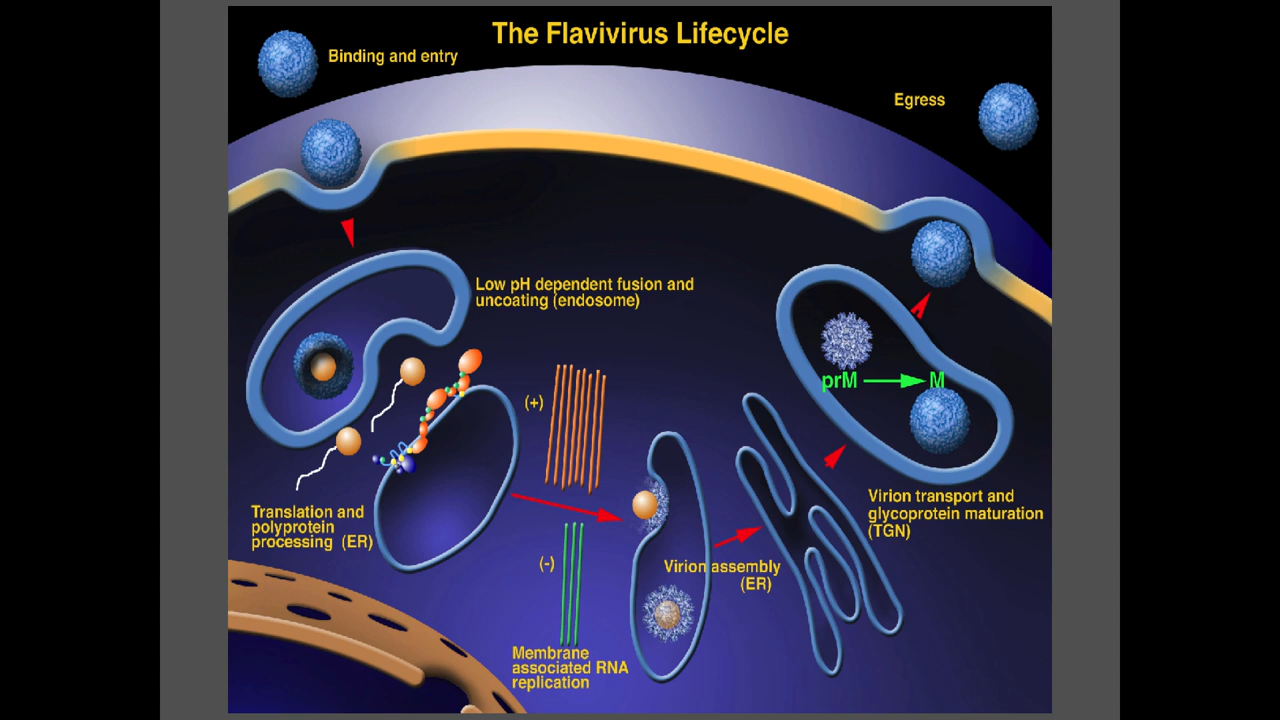 The Flavivirus Lifecycle
Binding and entry
Egress
Low pH dependent fusion and
uncoating (endosome)
(+)
prM
M
Translation and
polyprotein
processing (ER)
Virion transport and
glycoprotein maturation
(TGN)
(-)
Virion assembly
(ER)
Membrane
associated RNA
replication